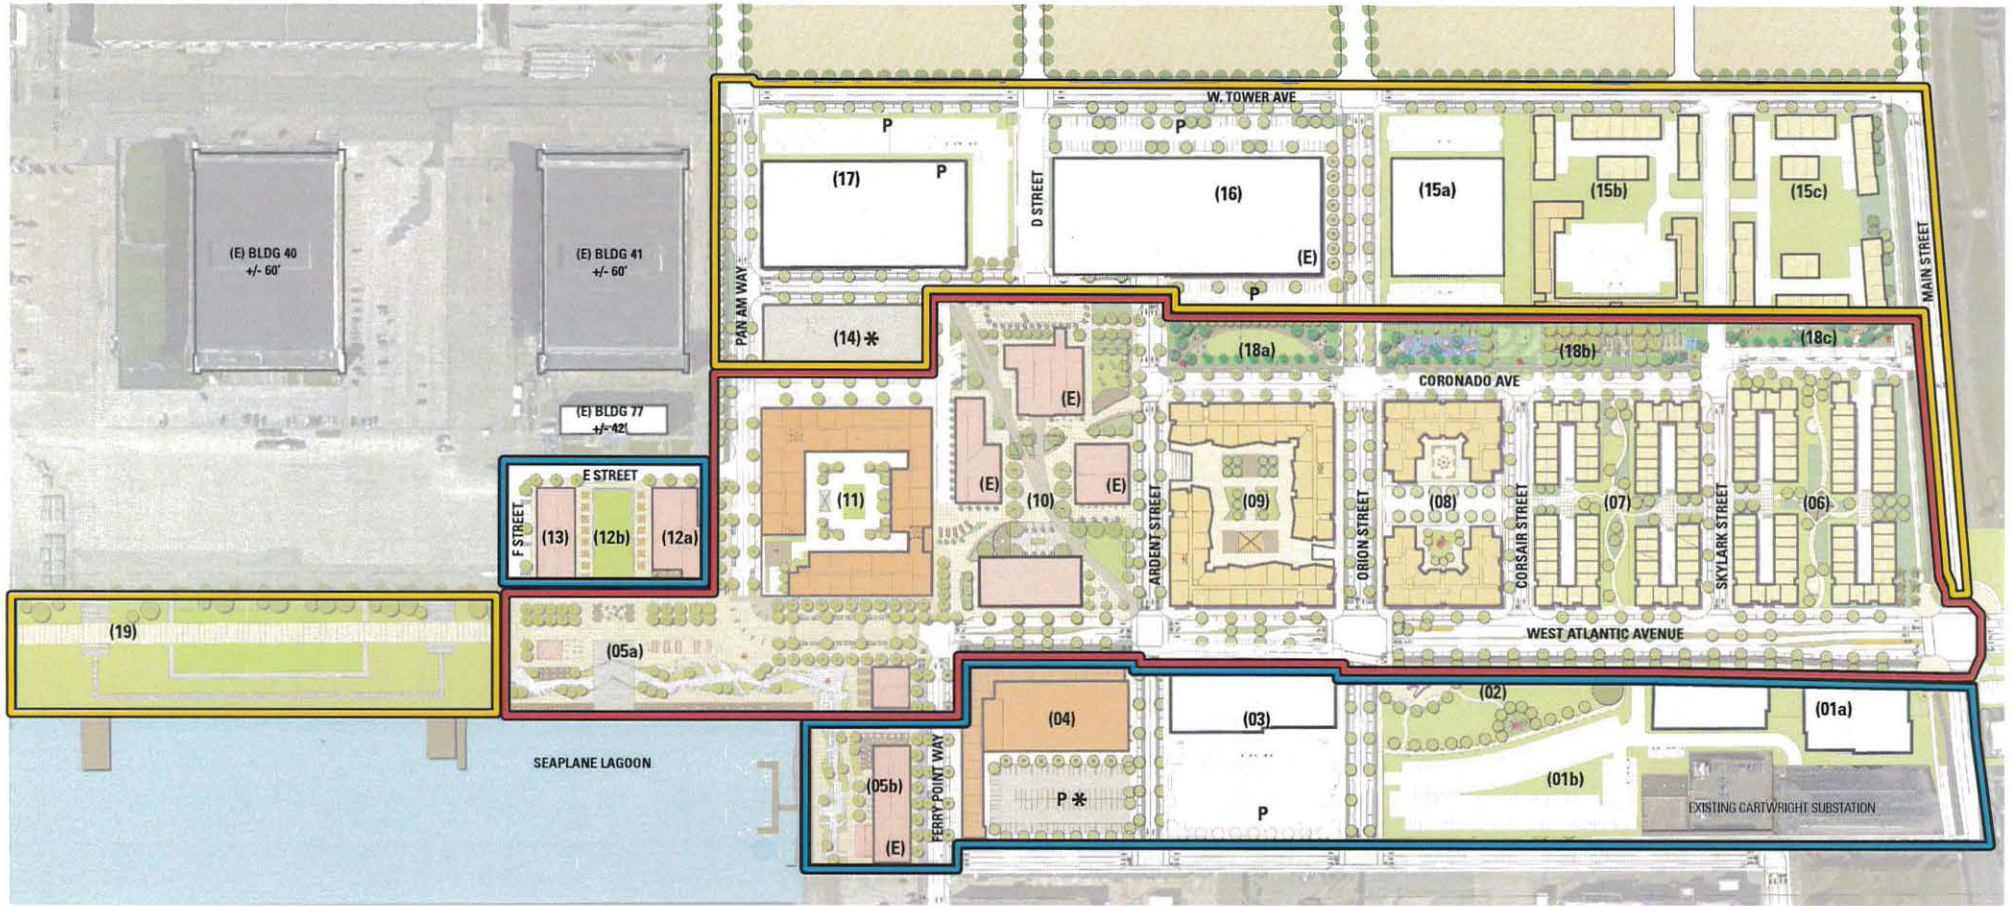 W. TOWER AVE
P
P
P
(17)
(16)
(15a)
(15b)
(15c)
D STREET
(E) BLDG 40
+/- 60'
(E) BLDG 41
+/- 60'
(E)
PAN AM WAY
MAIN STREET
P
(14)*
(18a)
(18b)
(18c)
CORONADO AVE
(E)
(E) BLDG 77
+/- 42'
E STREET
F STREET
(13)
(12b)
(12a)
(11)
(E)
(E)
(10)
ARDENT STREET
(09)
ORION STREET
(08)
CORSAIR STREET
(07)
SKYLARK STREET
(06)
(19)
(05a)
WEST ATLANTIC AVENUE
(04)
(03)
(02)
(01a)
SEAPLANE LAGOON
(05b)
FERRY POINT WAY
P *
P
(01b)
EXISTING CARTWRIGHT SUBSTATION
(E)